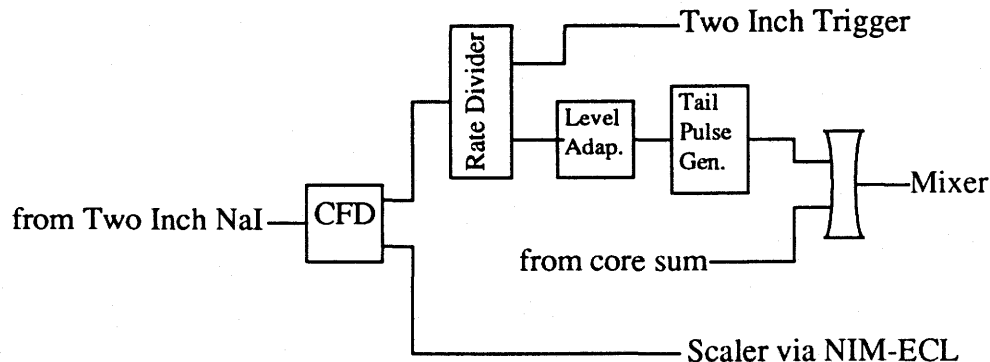 Two Inch Trigger
Rate Divider
Level
Adap.
Tail
Pulse
Gen.
Mixer
from Two Inch NaI
CFD
from core sum
Scaler via NIM-ECL